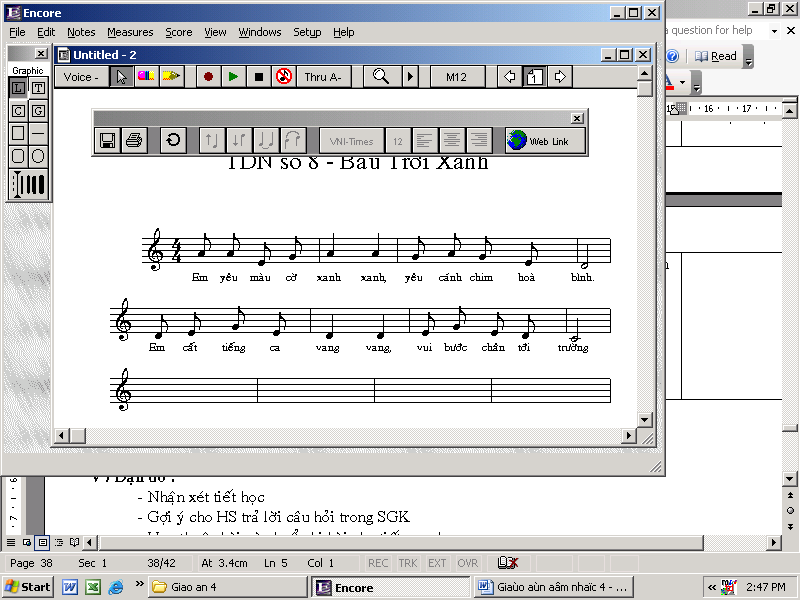 Encore
File Edit Notes Measures Score View Windows Setup Help
a question for help
Graphic
Untitled - 2
Read
L T
C G
Voice - Thru A- M12 1
16 17
VNI-Times 12 Web Link
TDN số 8 - Bầu Trời Xanh
4
4
Em yêu màu cờ xanh xanh, yêu cánh chim hoà bình.
Em cất tiếng ca vang vang, vui bước chân tới trường
- Nhận xét tiết học
- Gợi ý cho HS trả lời câu hỏi trong SGK
Page 38 Sec 1 38/42 At 3.4cm Ln 5 Col 1 REC TRK EXT OVR
Start Giao an 4 Encore Giaùo aùn aâm nhaïc 4 - ... 2:47 PM